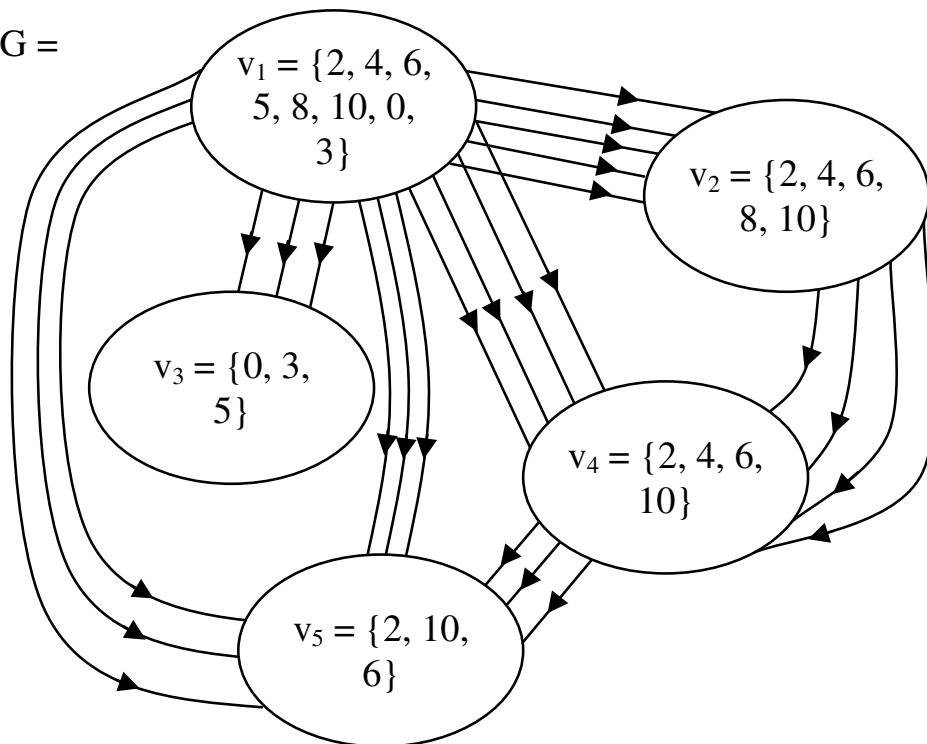 G =
v₁ = {2, 4, 6,
5, 8, 10, 0,
3}
v₂ = {2, 4, 6,
8, 10}
v₃ = {0, 3,
5}
v₄ = {2, 4, 6,
10}
v₅ = {2, 10,
6}